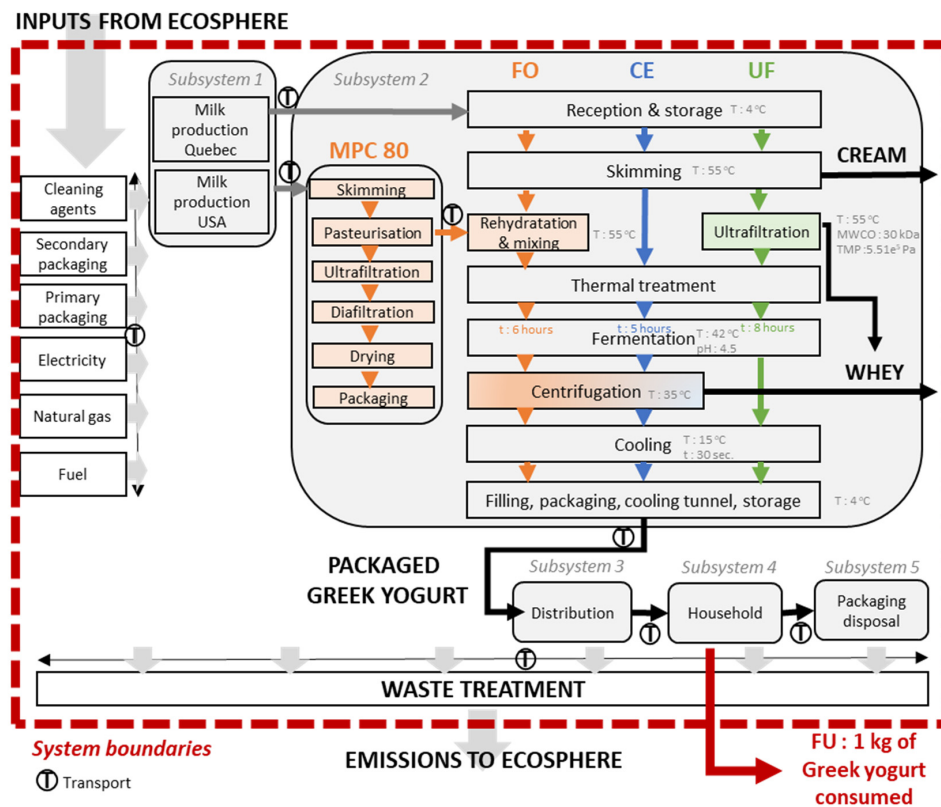 INPUTS FROM ECOSPHERE
Subsystem 1
Milk
production
Quebec
Milk
production
USA
T
T
Subsystem 2
FO
CE
UF
Reception & storage T : 4 °C
Skimming T : 55 °C
CREAM
MPC 80
Skimming
Pasteurisation
Ultrafiltration
Diafiltration
Drying
Packaging
T
Rehydratation
& mixing
T : 55 °C
Ultrafiltration
T : 55 °C
MWCO : 30 kDa
TMP :5.51e⁵ Pa
Thermal treatment
t : 6 hours
t : 5 hours
t : 8 hours
Fermentation T : 42 °C
pH : 4.5
WHEY
Centrifugation T : 35 °C
Cooling T : 15 °C
t : 30 sec.
Filling, packaging, cooling tunnel, storage
T : 4 °C
Cleaning
agents
Secondary
packaging
Primary
packaging
T
Electricity
Natural gas
Fuel
T
PACKAGED
GREEK YOGURT
Subsystem 3
Distribution
T
Subsystem 4
Household
T
Subsystem 5
Packaging
disposal
T
WASTE TREATMENT
System boundaries
T Transport
EMISSIONS TO ECOSPHERE
FU : 1 kg of
Greek yogurt
consumed